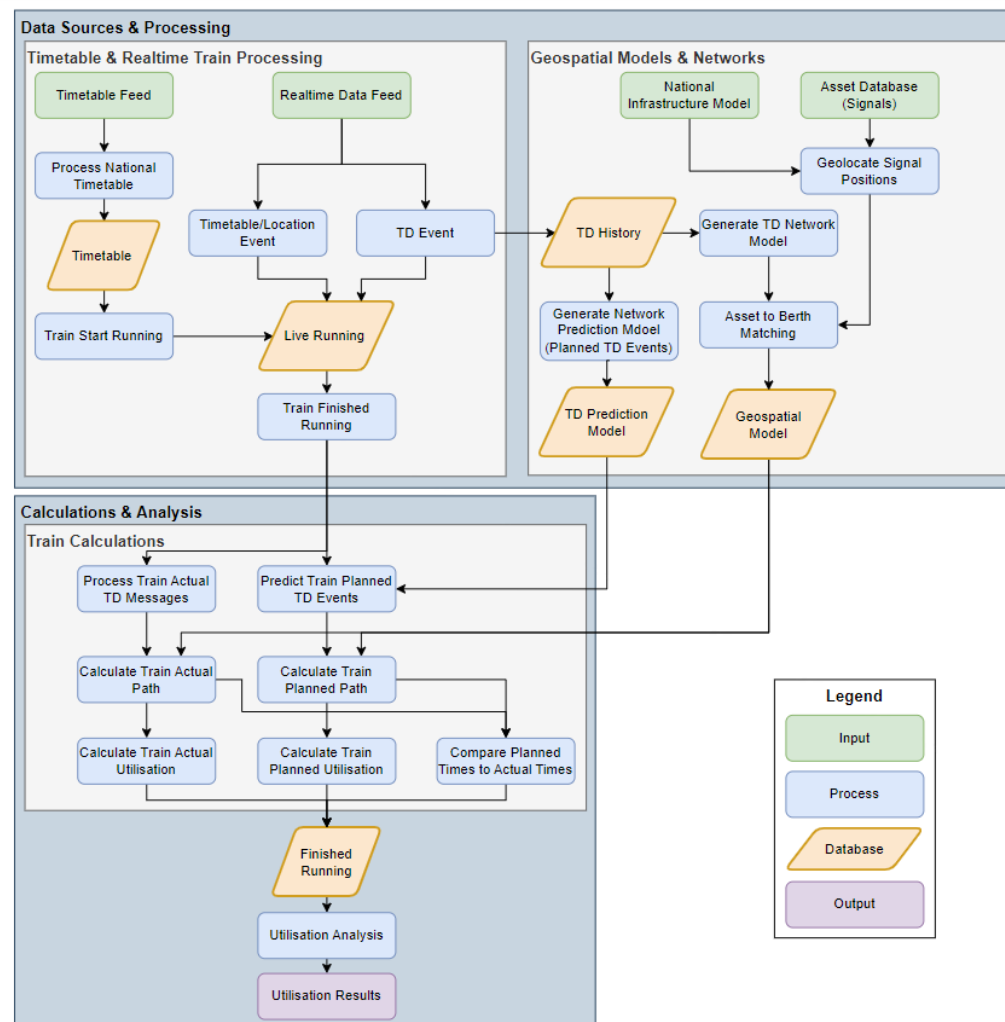 Data Sources & Processing
Timetable & Realtime Train Processing
Timetable Feed
Realtime Data Feed
Process National
Timetable
Timetable/Location
Event
TD Event
Timetable
Train Start Running
Live Running
Train Finished
Running
Geospatial Models & Networks
National
Infrastructure Model
Asset Database
(Signals)
Geolocate Signal
Positions
TD History
Generate TD Network
Model
Generate Network
Prediction Mdoel
(Planned TD Events)
Asset to Berth
Matching
TD Prediction
Model
Geospatial
Model
Calculations & Analysis
Train Calculations
Process Train Actual
TD Messages
Predict Train Planned
TD Events
Calculate Train Actual
Path
Calculate Train
Planned Path
Calculate Train Actual
Utilisation
Calculate Train
Planned Utilisation
Compare Planned
Times to Actual Times
Finished
Running
Utilisation Analysis
Utilisation Results
Legend
Input
Process
Database
Output